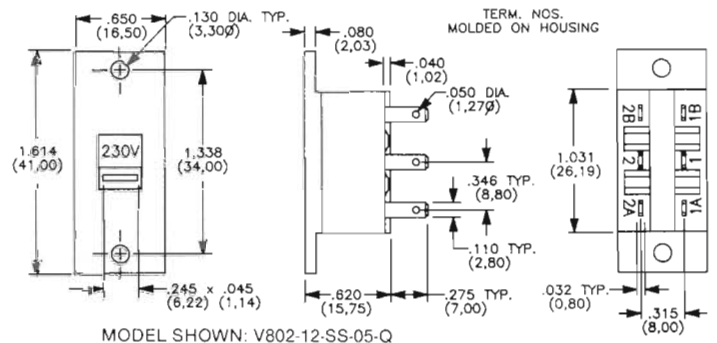 .650
(16,50)
.130 DIA. TYP.
(3,30Ø)
1.614
(41,00)
230V
1.338
(34,00)
.245 x .045
(6,22) (1,14)
.080
(2,03)
.040
(1,02)
.050 DIA.
(1,27Ø)
.346 TYP.
(8,80)
.110 TYP.
(2,80)
.620
(15,75)
.275 TYP.
(7,00)
TERM. NOS.
MOLDED ON HOUSING
1.031
(26,19)
2B
1B
2
1
2A
1A
.032 TYP.
(0,80)
.315
(8,00)
MODEL SHOWN: V802-12-SS-05-Q